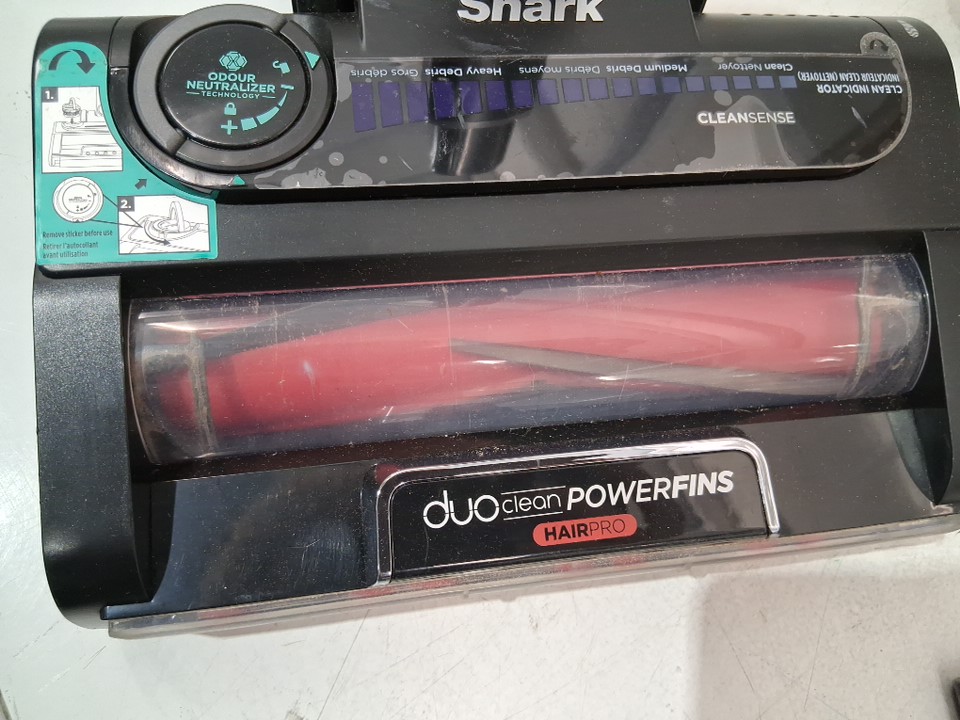 Shark
ODOUR
NEUTRALIZER
TECHNOLOGY
1.
2.
Remove sticker before use
Retirer l'autocollant
avant utilisation
CLEAN INDICATOR
INDICATEUR CLEAN (NETTOYER)
Clean Nettoyer
Medium Debris Débris moyens
Heavy Debris Gros débris
CLEANSENSE
duoclean POWERFINS
HAIRPRO